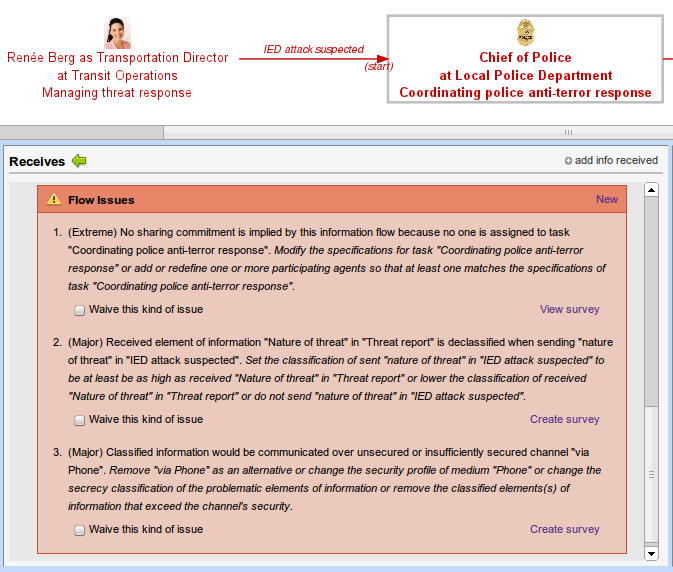 Renée Berg as Transportation Director
at Transit Operations
Managing threat response
IED attack suspected
(start)
Chief of Police
at Local Police Department
Coordinating police anti-terror response
Receives
add info received
Flow Issues
New
1. (Extreme) No sharing commitment is implied by this information flow because no one is assigned to task
"Coordinating police anti-terror response". Modify the specifications for task "Coordinating police anti-terror
response" or add or redefine one or more participating agents so that at least one matches the specifications of
task "Coordinating police anti-terror response".
Waive this kind of issue
View survey
2. (Major) Received element of information "Nature of threat" in "Threat report" is declassified when sending "nature
of threat" in "IED attack suspected". Set the classification of sent "nature of threat" in "IED attack suspected" to
be at least be as high as received "Nature of threat" in "Threat report" or lower the classification of received
"Nature of threat" in "Threat report" or do not send "nature of threat" in "IED attack suspected".
Waive this kind of issue
Create survey
3. (Major) Classified information would be communicated over unsecured or insufficiently secured channel "via
Phone". Remove "via Phone" as an alternative or change the security profile of medium "Phone" or change the
secrecy classification of the problematic elements of information or remove the classified elements(s) of
information that exceed the channel's security.
Waive this kind of issue
Create survey